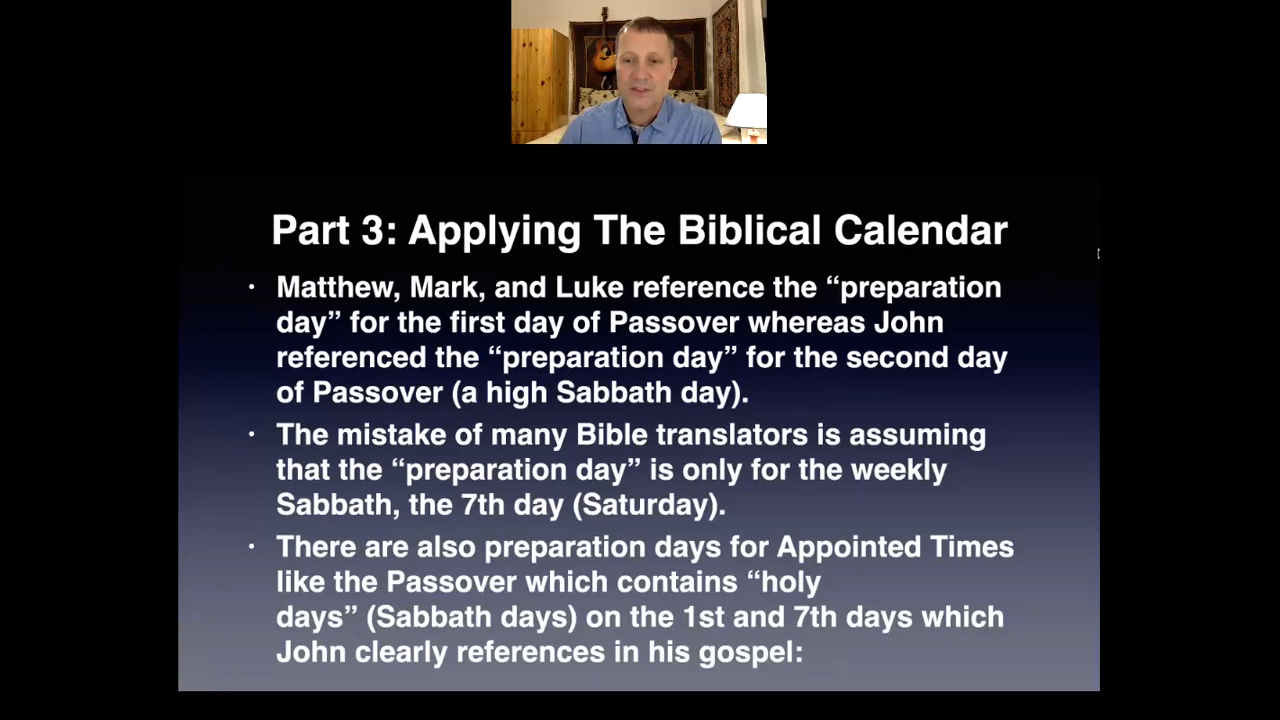 Part 3: Applying The Biblical Calendar
• Matthew, Mark, and Luke reference the “preparation
day” for the first day of Passover whereas John
referenced the “preparation day” for the second day
of Passover (a high Sabbath day).
• The mistake of many Bible translators is assuming
that the “preparation day” is only for the weekly
Sabbath, the 7th day (Saturday).
• There are also preparation days for Appointed Times
like the Passover which contains “holy
days” (Sabbath days) on the 1st and 7th days which
John clearly references in his gospel: